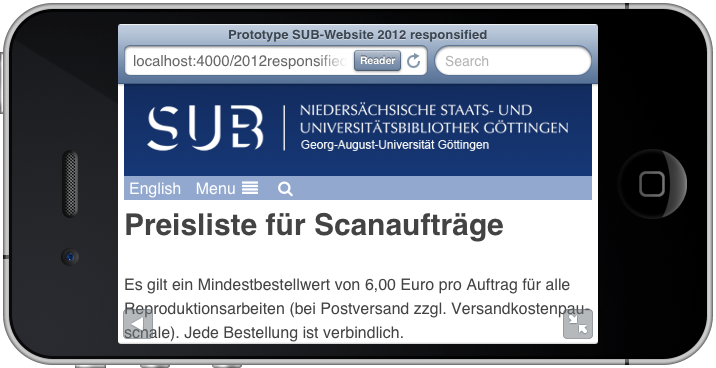 Prototype SUB-Website 2012 responsified
localhost:4000/2012responsified Reader Search
SUB NIEDERSÄCHSISCHE STAATS- UND
UNIVERSITÄTSBIBLIOTHEK GÖTTINGEN
Georg-August-Universität Göttingen
English Menu
Preisliste für Scanaufträge
Es gilt ein Mindestbestellwert von 6,00 Euro pro Auftrag für alle
Reproduktionsarbeiten (bei Postversand zzgl. Versandkostenpau-
schale). Jede Bestellung ist verbindlich.